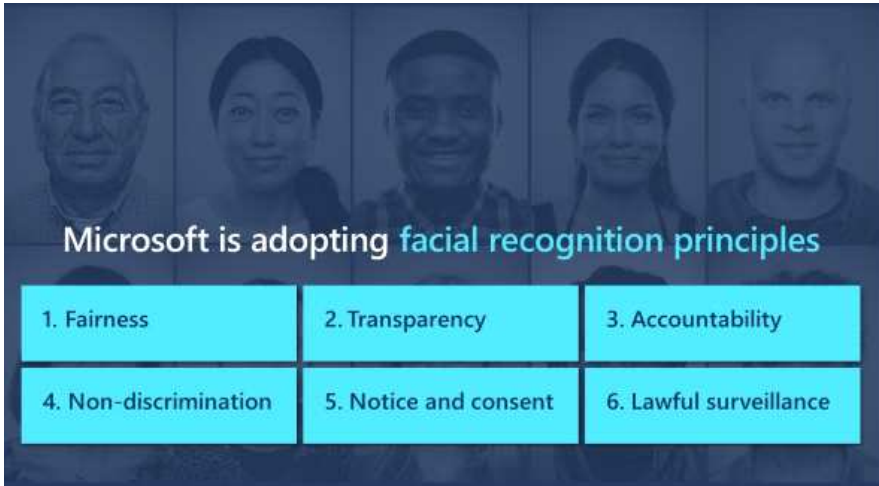 Microsoft is adopting facial recognition principles
1. Fairness
2. Transparency
3. Accountability
4. Non-discrimination
5. Notice and consent
6. Lawful surveillance